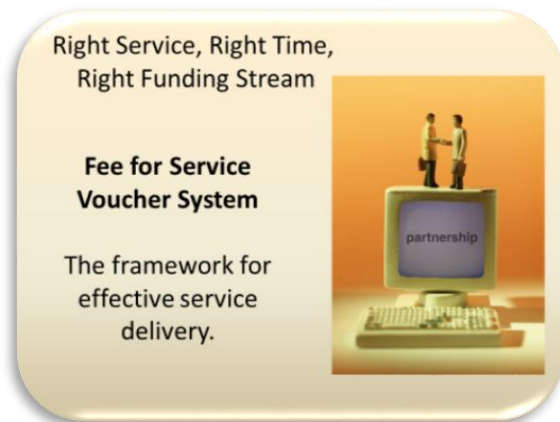 Right Service, Right Time,
Right Funding Stream
Fee for Service
Voucher System
The framework for
effective service
delivery.
partnership